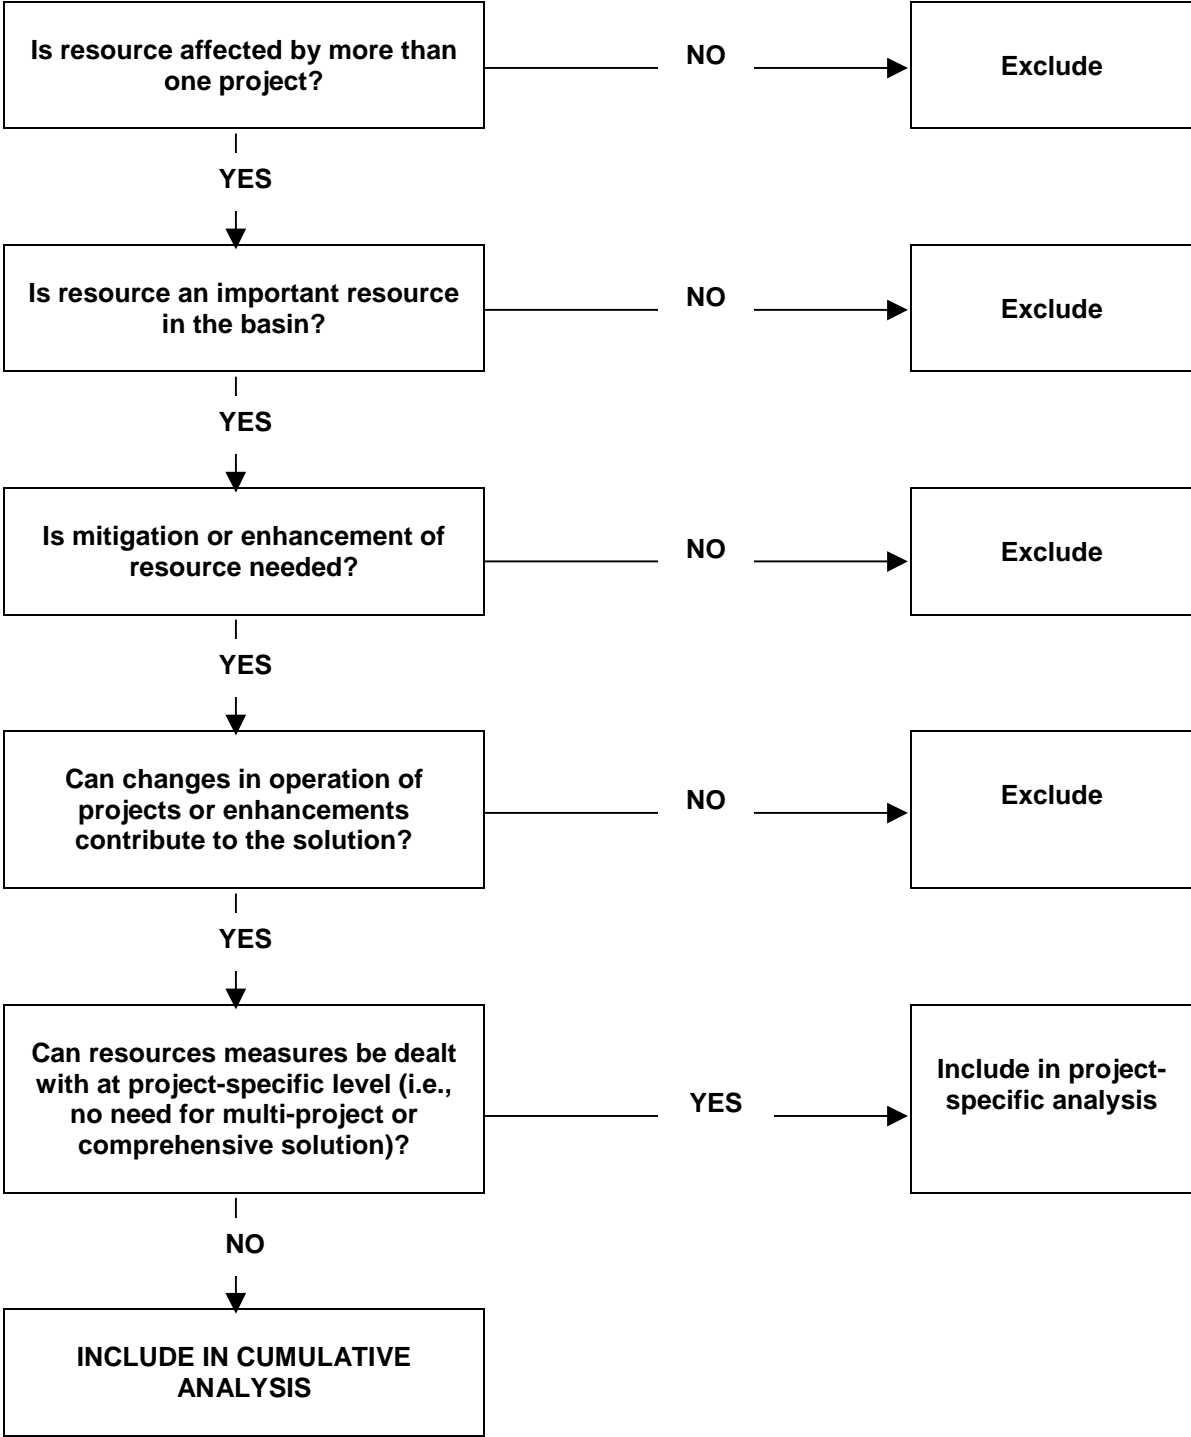 Is resource affected by more than
one project?
NO
Exclude
YES
Is resource an important resource
in the basin?
NO
Exclude
YES
Is mitigation or enhancement of
resource needed?
NO
Exclude
YES
Can changes in operation of
projects or enhancements
contribute to the solution?
NO
Exclude
YES
Can resources measures be dealt
with at project-specific level (i.e.,
no need for multi-project or
comprehensive solution)?
YES
Include in project-
specific analysis
NO
INCLUDE IN CUMULATIVE
ANALYSIS